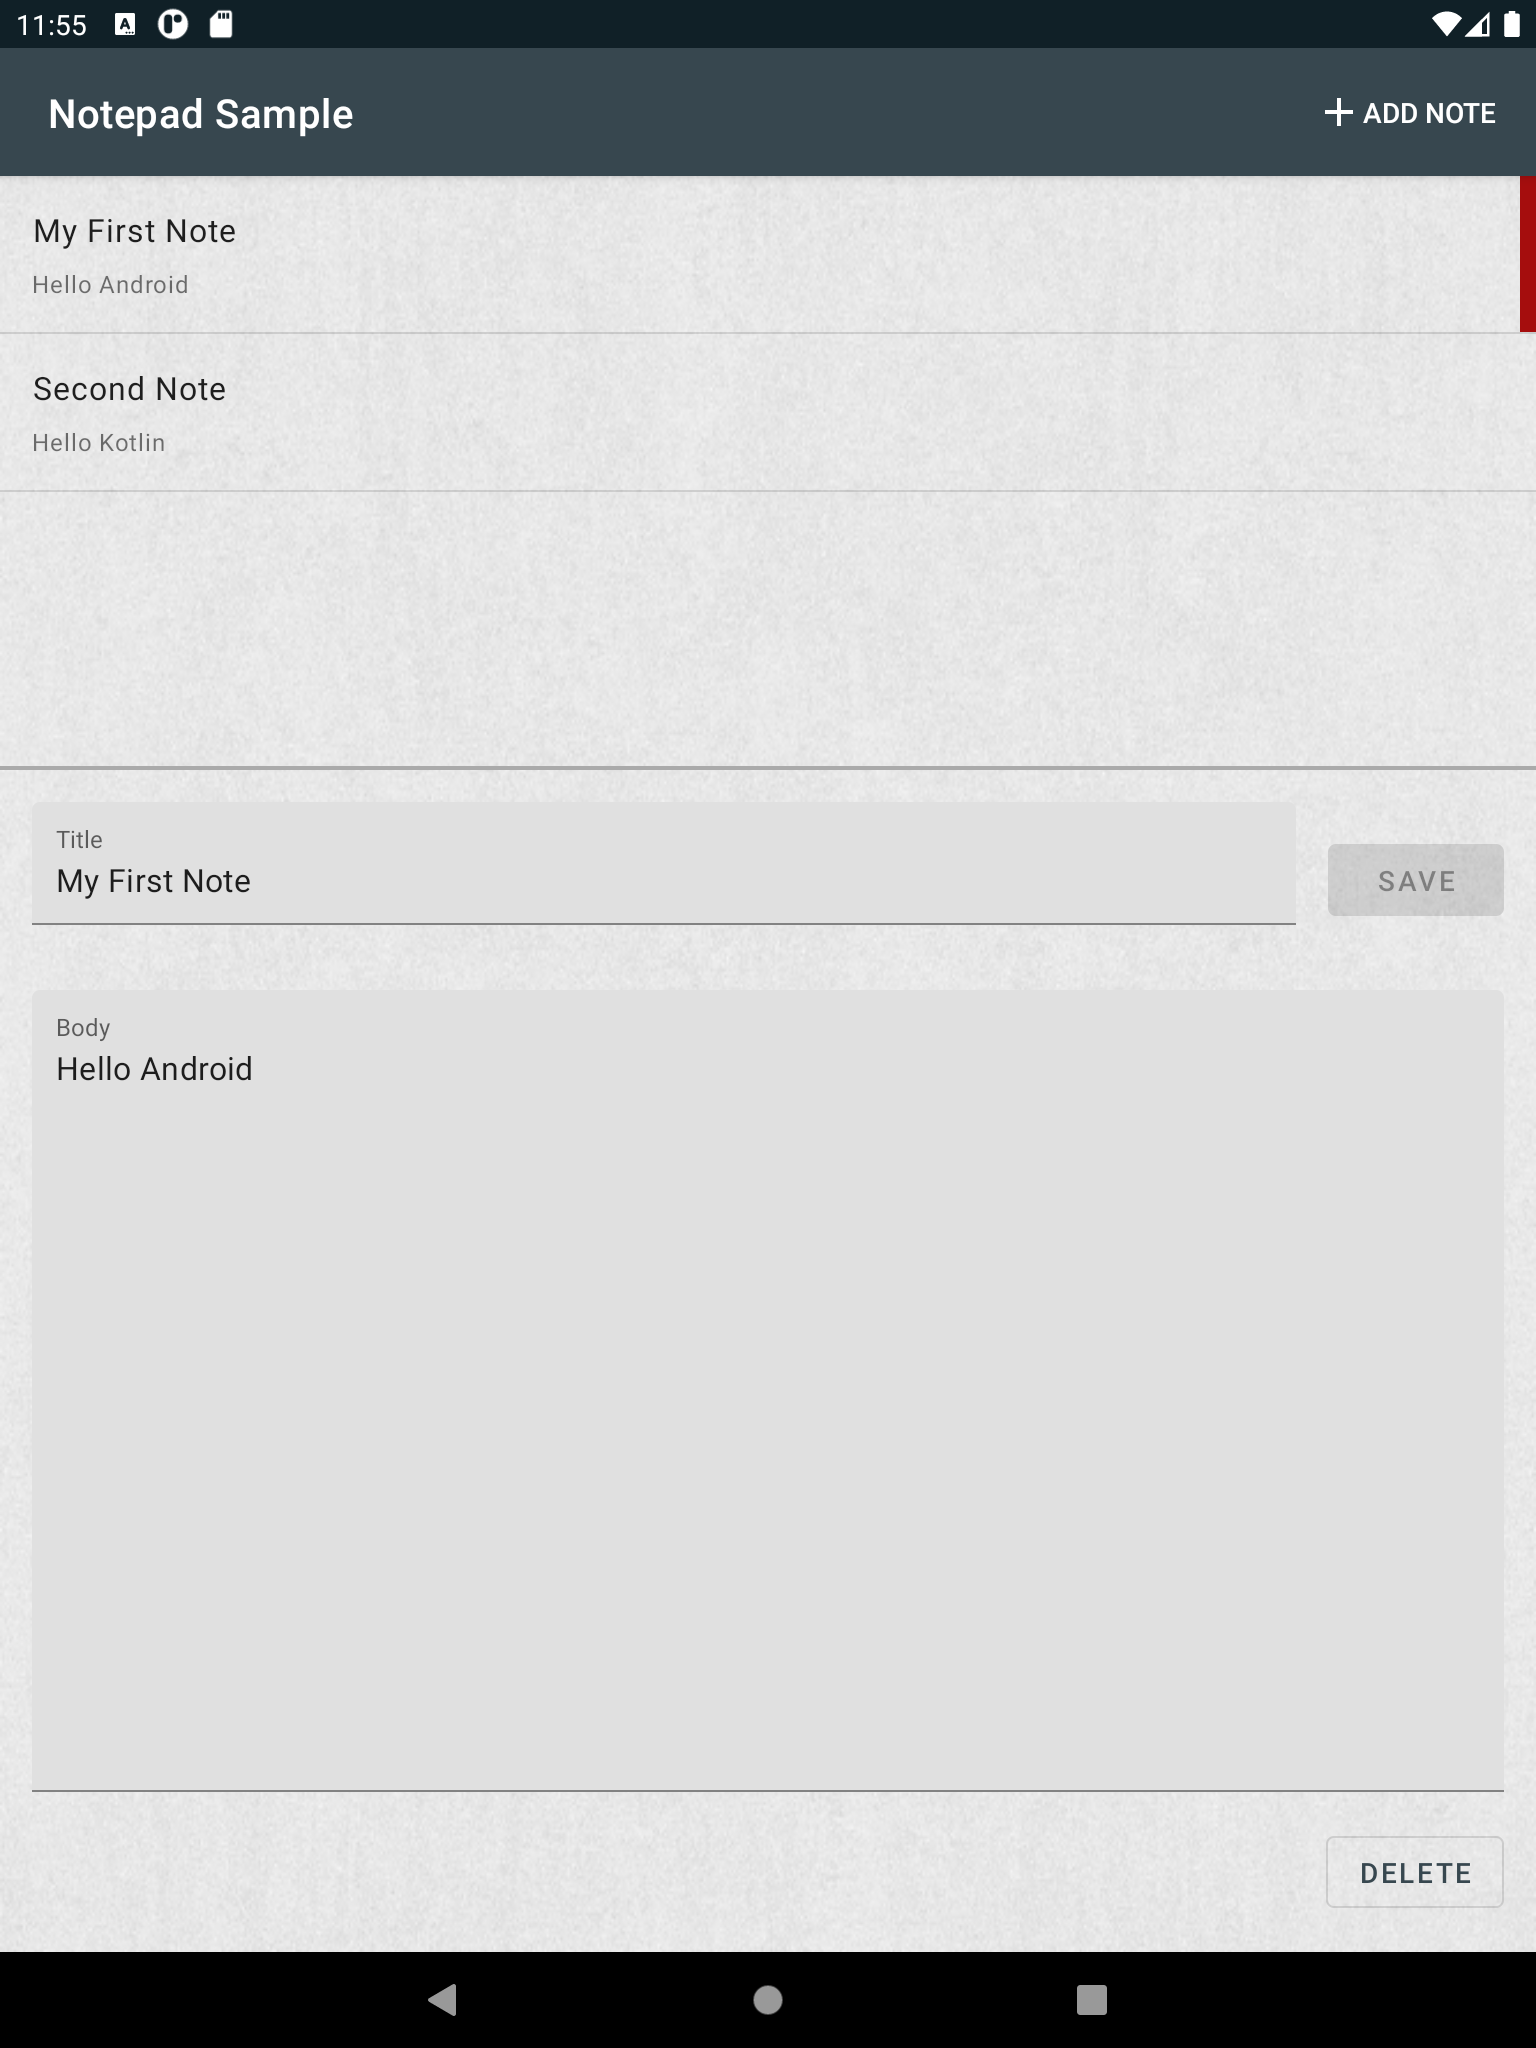 11:55
Notepad Sample
ADD NOTE
My First Note
Hello Android
Second Note
Hello Kotlin
Title
My First Note
SAVE
Body
Hello Android
DELETE